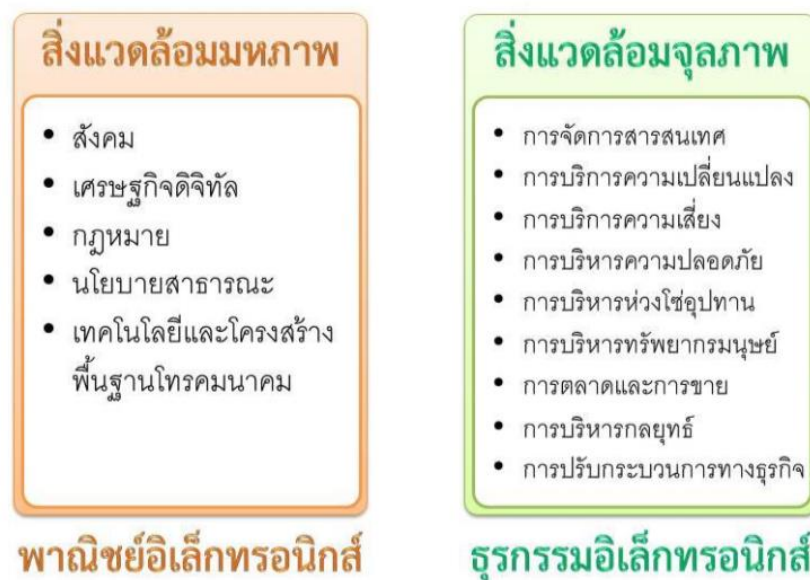 สิ่งแวดล้อมมหภาพ
• สังคม
• เศรษฐกิจดิจิทัล
• กฎหมาย
• นโยบายสาธารณะ
• เทคโนโลยีและโครงสร้าง
พื้นฐานโทรคมนาคม
พาณิชย์อิเล็กทรอนิกส์
สิ่งแวดล้อมจุลภาพ
• การจัดการสารสนเทศ
• การบริการความเปลี่ยนแปลง
• การบริการความเสี่ยง
• การบริหารความปลอดภัย
• การบริหารห่วงโซ่อุปทาน
• การบริหารทรัพยากรมนุษย์
• การตลาดและการขาย
• การบริหารกลยุทธ์
• การปรับกระบวนการทางธุรกิจ
ธุรกรรมอิเล็กทรอนิกส์